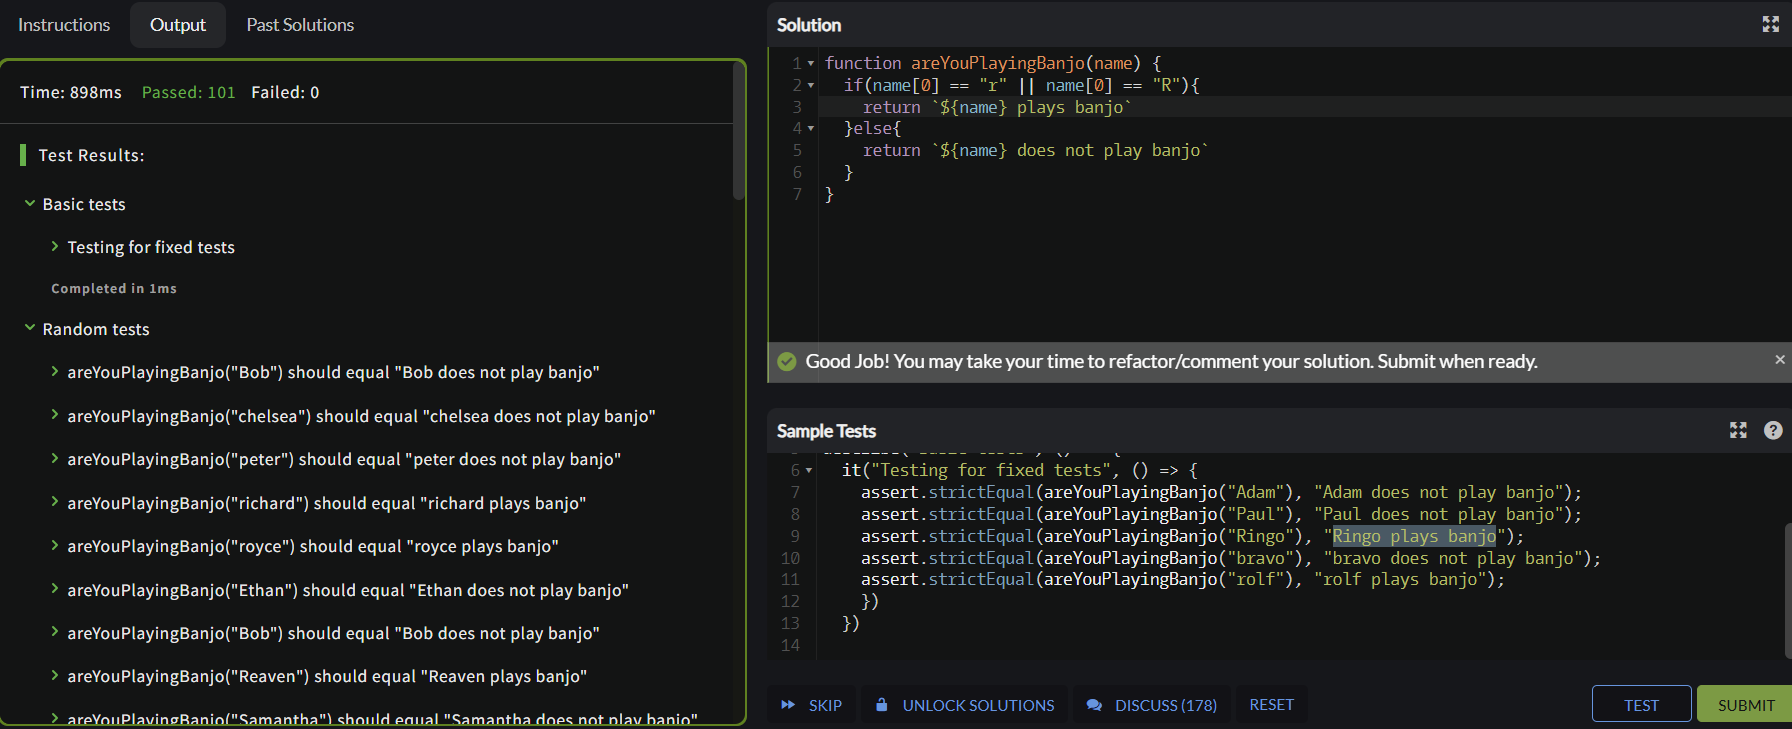 Instructions Output Past Solutions
Time: 898ms Passed: 101 Failed: 0
Test Results:
Basic tests
Testing for fixed tests
Completed in 1ms
Random tests
areYouPlayingBanjo("Bob") should equal "Bob does not play banjo"
areYouPlayingBanjo("chelsea") should equal "chelsea does not play banjo"
areYouPlayingBanjo("peter") should equal "peter does not play banjo"
areYouPlayingBanjo("richard") should equal "richard plays banjo"
areYouPlayingBanjo("royce") should equal "royce plays banjo"
areYouPlayingBanjo("Ethan") should equal "Ethan does not play banjo"
areYouPlayingBanjo("Bob") should equal "Bob does not play banjo"
areYouPlayingBanjo("Reaven") should equal "Reaven plays banjo"
areYouPlayingBanjo("Samantha") should equal "Samantha does not play banjo"
Solution
1 function areYouPlayingBanjo(name) {
2 if(name[0] == "r" || name[0] == "R"){
3 return `${name} plays banjo`
4 }else{
5 return `${name} does not play banjo`
6 }
7 }
Good Job! You may take your time to refactor/comment your solution. Submit when ready.
Sample Tests
6 it("Testing for fixed tests", () => {
7 assert.strictEqual(areYouPlayingBanjo("Adam"), "Adam does not play banjo");
8 assert.strictEqual(areYouPlayingBanjo("Paul"), "Paul does not play banjo");
9 assert.strictEqual(areYouPlayingBanjo("Ringo"), "Ringo plays banjo");
10 assert.strictEqual(areYouPlayingBanjo("bravo"), "bravo does not play banjo");
11 assert.strictEqual(areYouPlayingBanjo("rolf"), "rolf plays banjo");
12 })
13 })
14
SKIP UNLOCK SOLUTIONS DISCUSS (178) RESET TEST SUBMIT